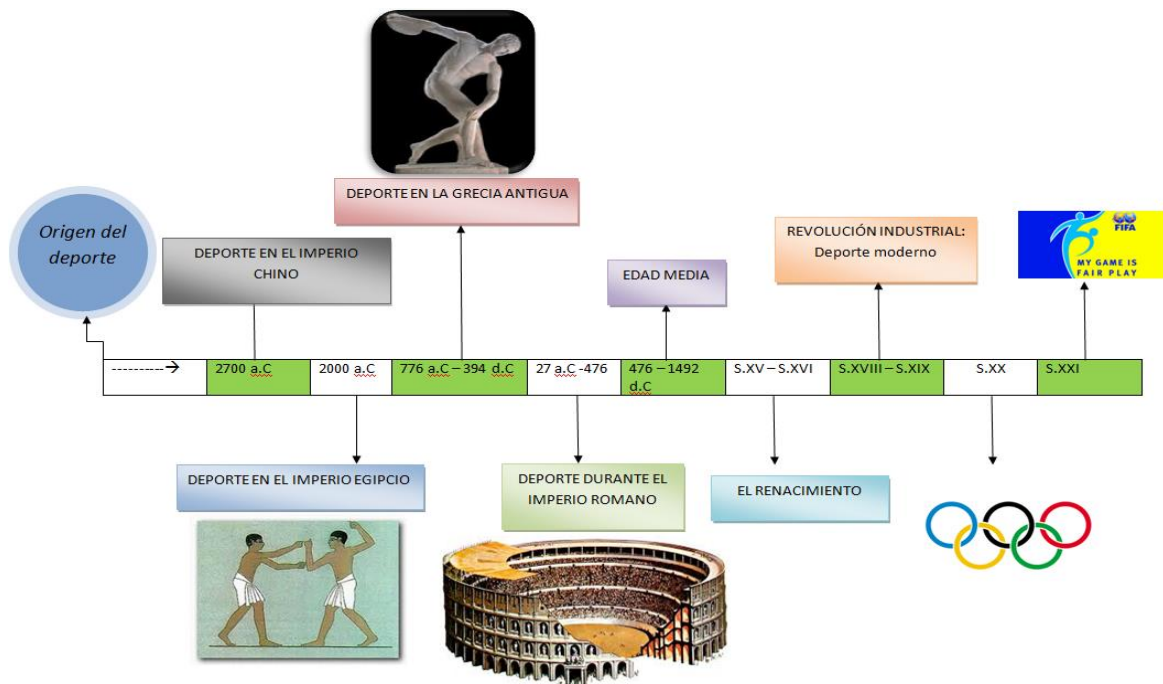 DEPORTE EN LA GRECIA ANTIGUA
Origen del
deporte
DEPORTE EN EL IMPERIO
CHINO
EDAD MEDIA
REVOLUCIÓN INDUSTRIAL:
Deporte moderno
FIFA
MY GAME IS
FAIR PLAY
----------→
2700 a.C
2000 a.C
776 a.C – 394 d.C
27 a.C -476
476 – 1492
d.C
S.XV – S.XVI
S.XVIII – S.XIX
S.XX
S.XXI
DEPORTE EN EL IMPERIO EGIPCIO
DEPORTE DURANTE EL
IMPERIO ROMANO
EL RENACIMIENTO